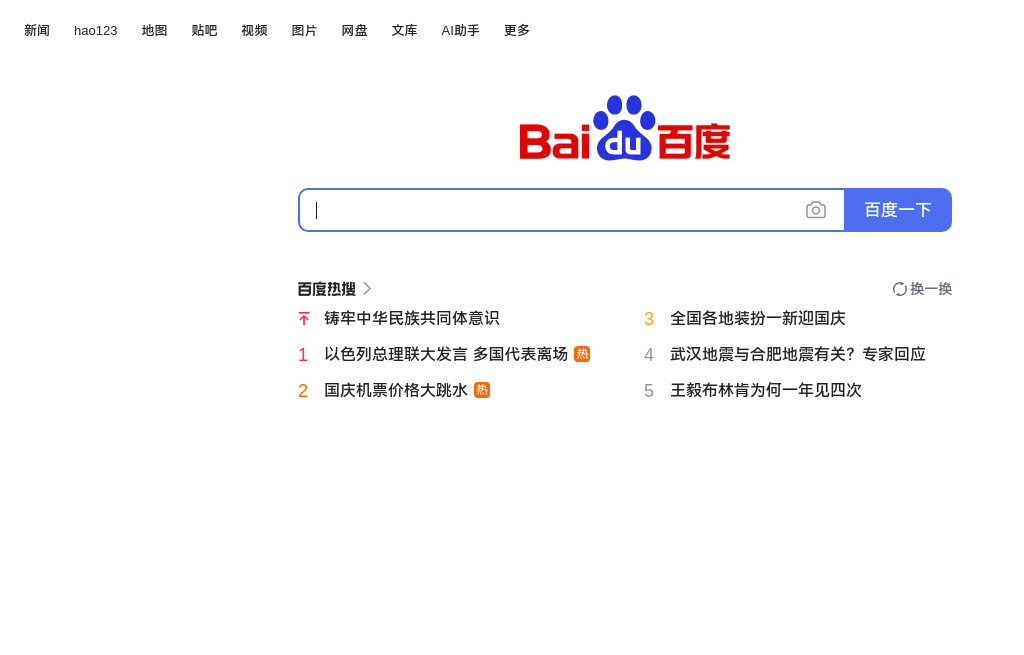 新闻 hao123 地图 贴吧 视频 图片 网盘 文库 AI助手 更多
Bai du 百度
百度一下
百度热搜 换一换
铸牢中华民族共同体意识
3 全国各地装扮一新迎国庆
1 以色列总理联大发言 多国代表离场 热
4 武汉地震与合肥地震有关？专家回应
2 国庆机票价格大跳水 热
5 王毅布林肯为何一年见四次